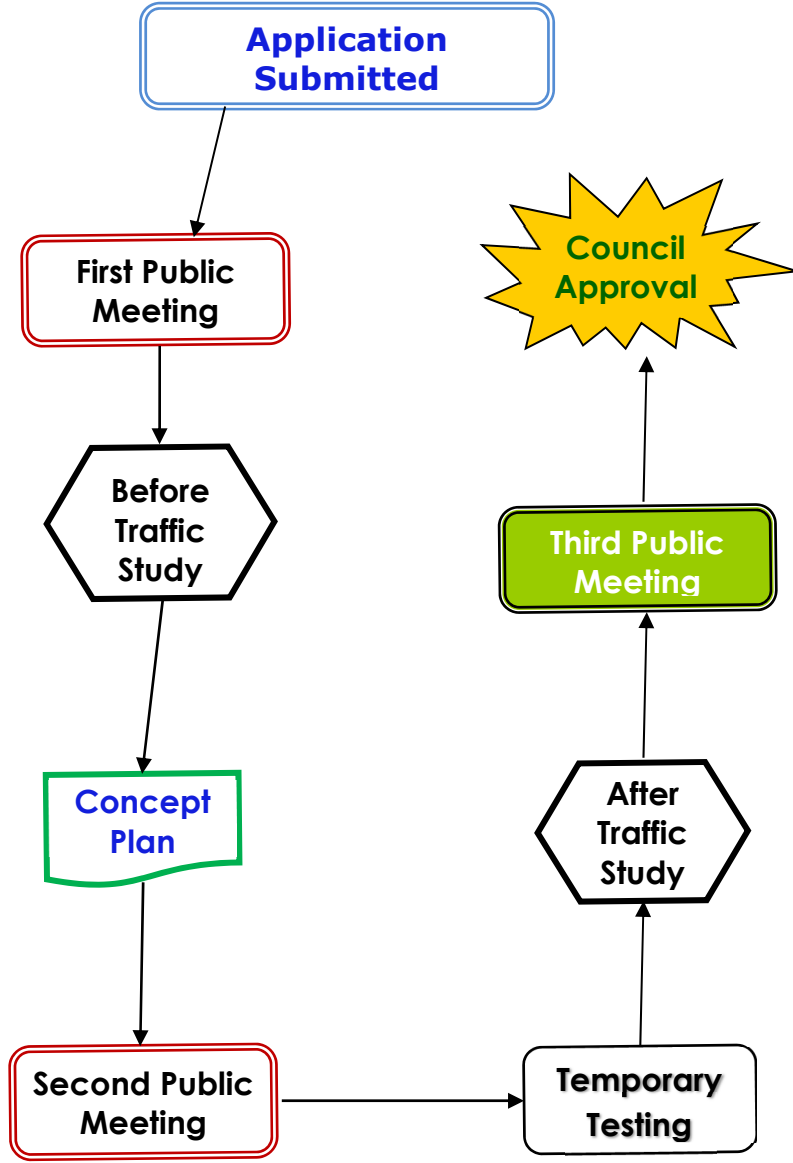 Application
Submitted
First Public
Meeting
Before
Traffic
Study
Concept
Plan
Second Public
Meeting
Temporary
Testing
After
Traffic
Study
Third Public
Meeting
Council
Approval